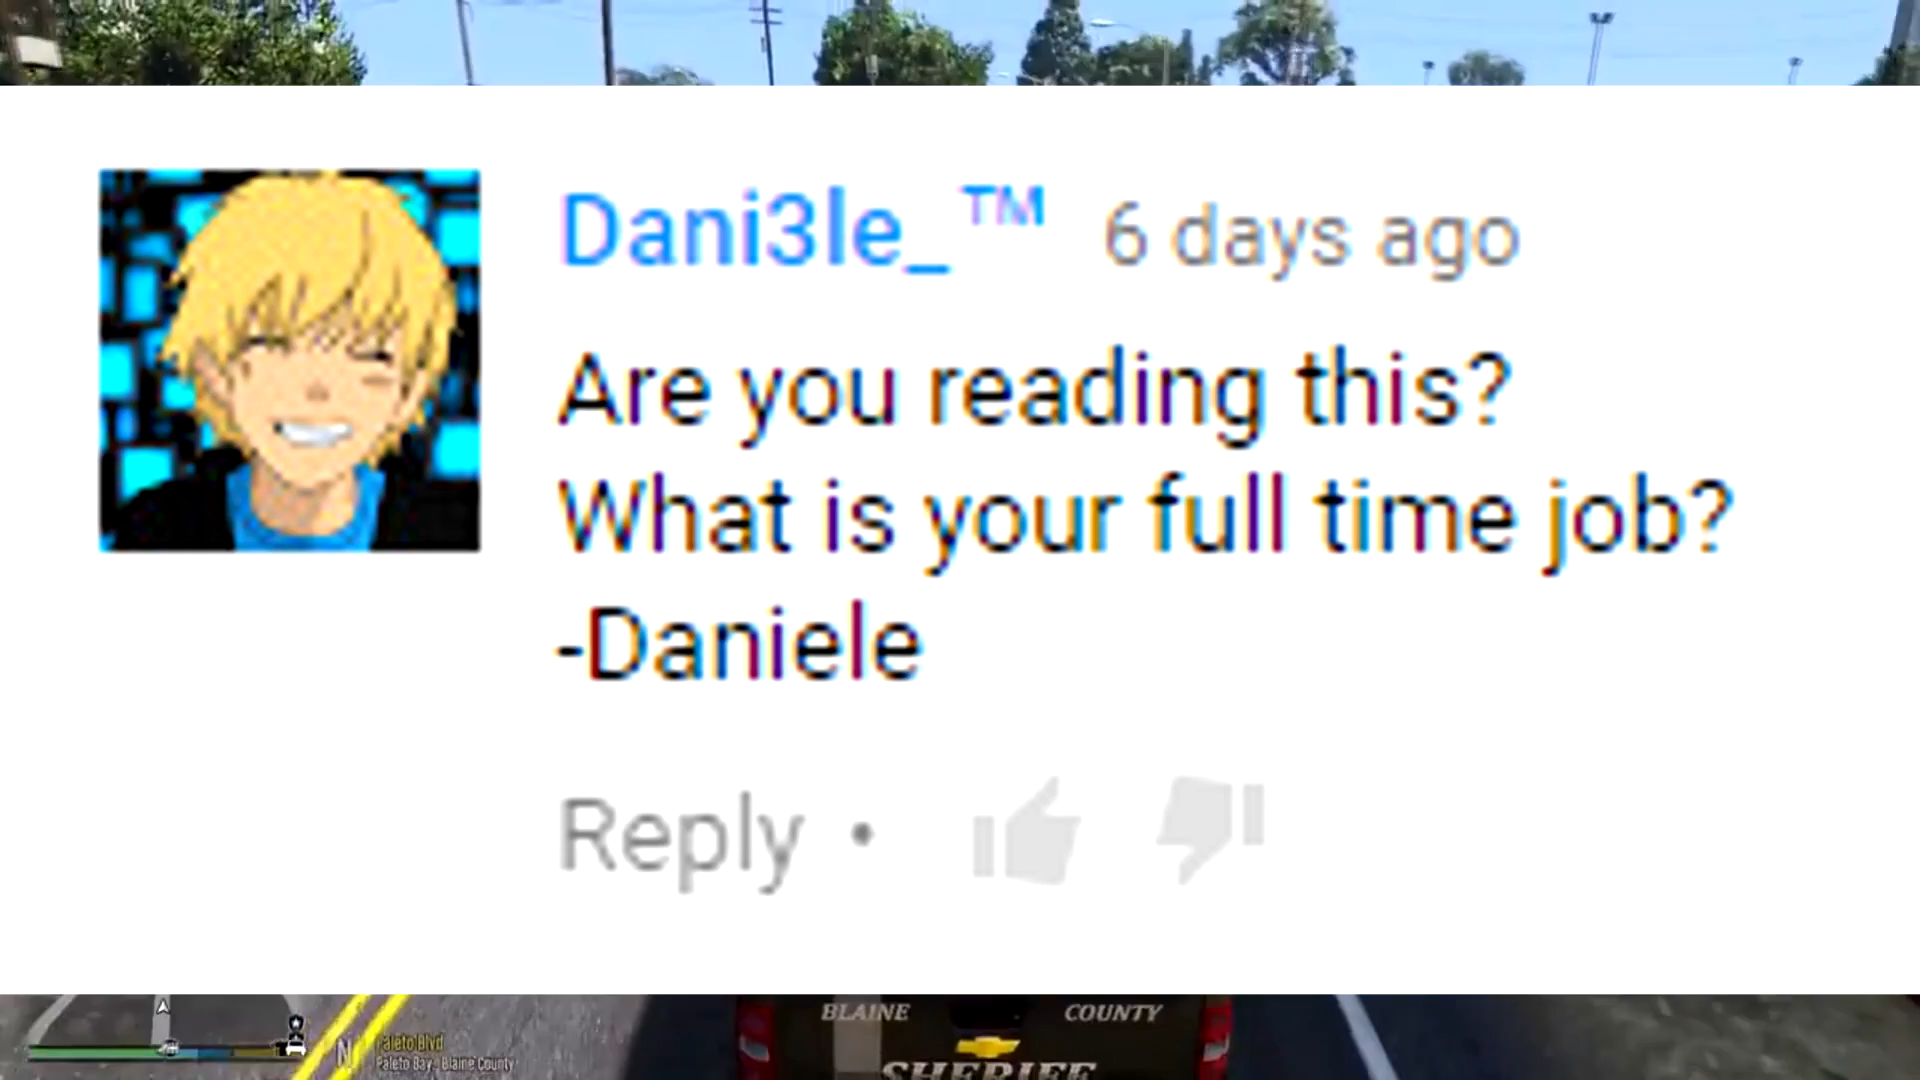 Dani3le_™ 6 days ago
Are you reading this?
What is your full time job?
-Daniele
Reply •
BLAINE COUNTY
SHERIFF
N Paleto Blvd
Paleto Bay, Blaine County